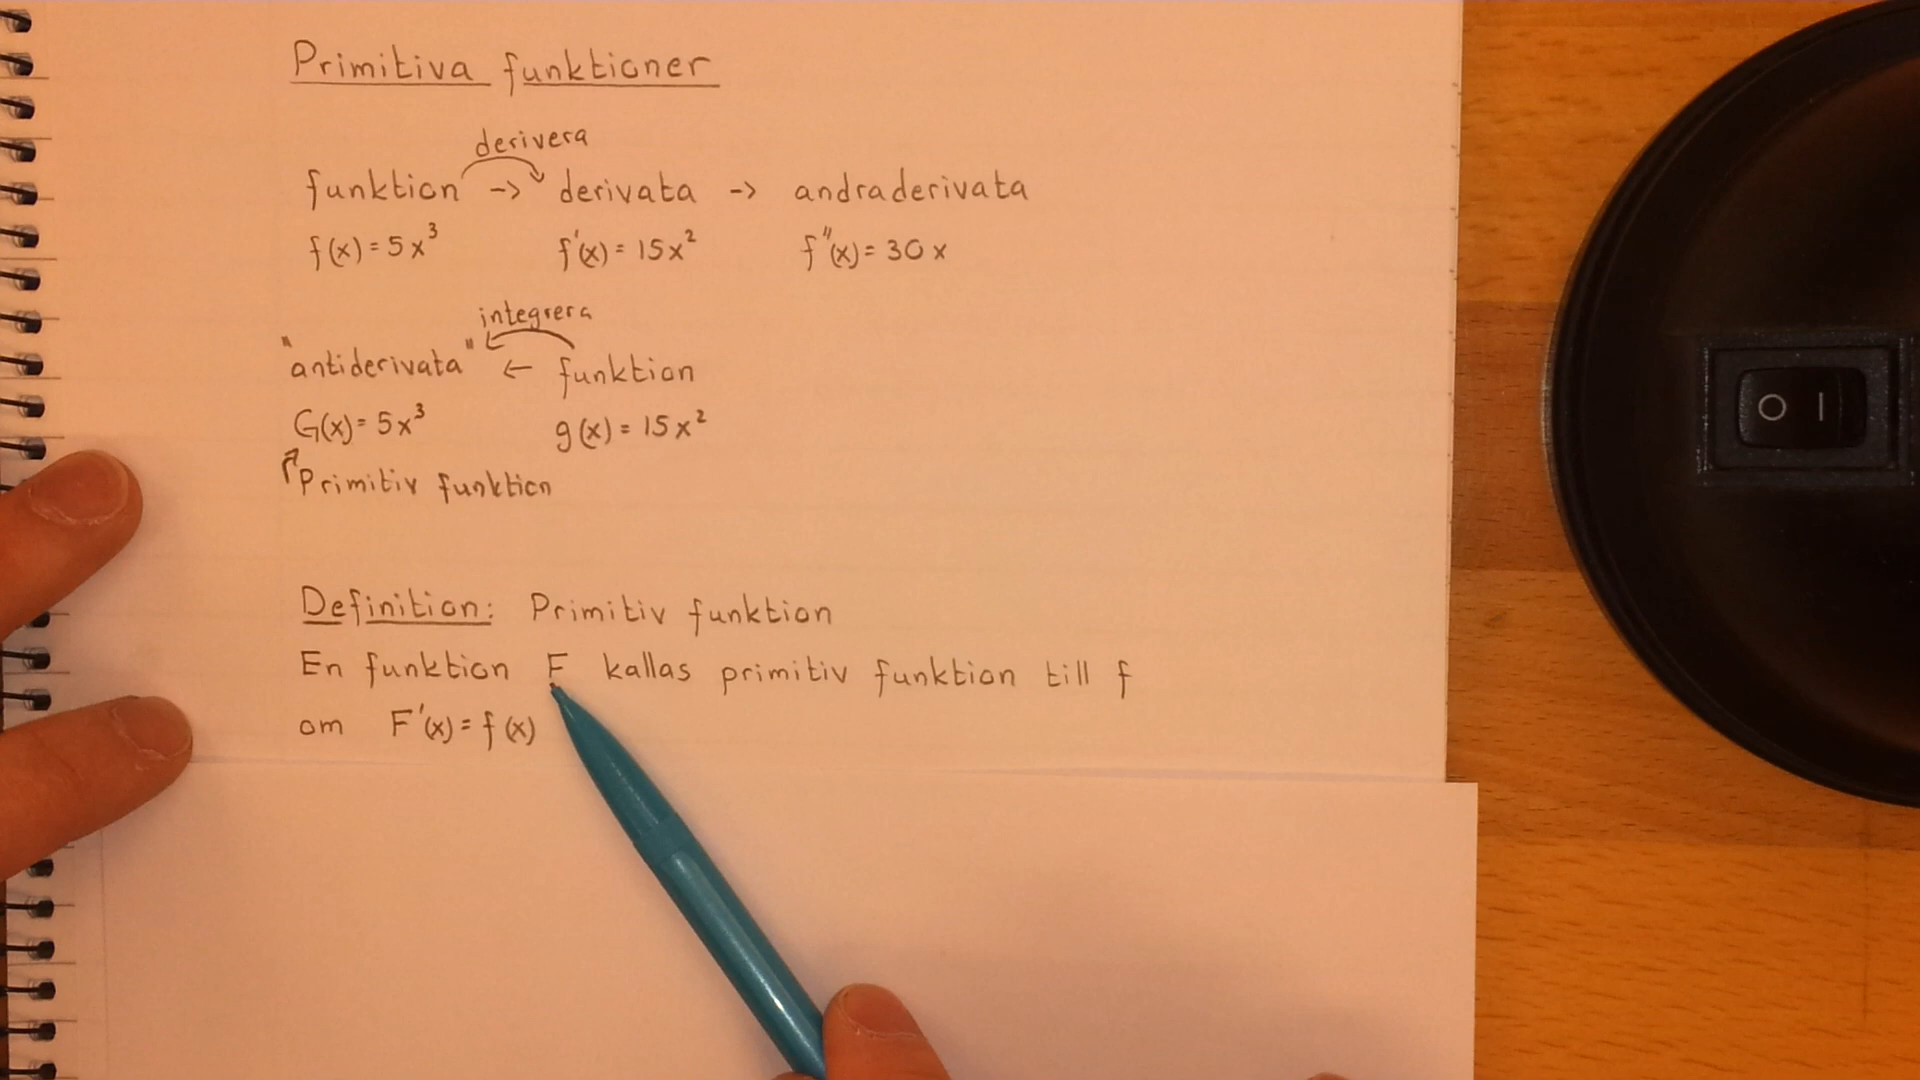 Primitiva funktioner
derivera
funktion -> derivata -> andraderivata
f(x) = 5x³ f'(x) = 15x² f"(x) = 30x
integrera
"antiderivata" <- funktion
G(x) = 5x³ g(x) = 15x²
Primitiv funktion
Definition: Primitiv funktion
En funktion F kallas primitiv funktion till f
om F'(x) = f(x)
O I